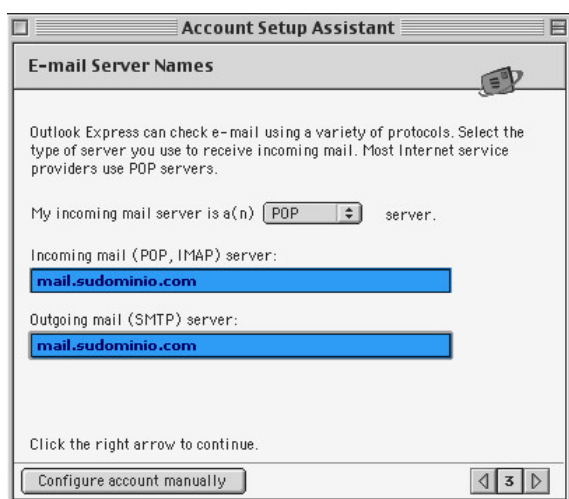 Account Setup Assistant
E-mail Server Names
Outlook Express can check e-mail using a variety of protocols. Select the
type of server you use to receive incoming mail. Most Internet service
providers use POP servers.
My incoming mail server is a(n) POP server.
Incoming mail (POP, IMAP) server:
mail.sudominio.com
Outgoing mail (SMTP) server:
mail.sudominio.com
Click the right arrow to continue.
Configure account manually 3